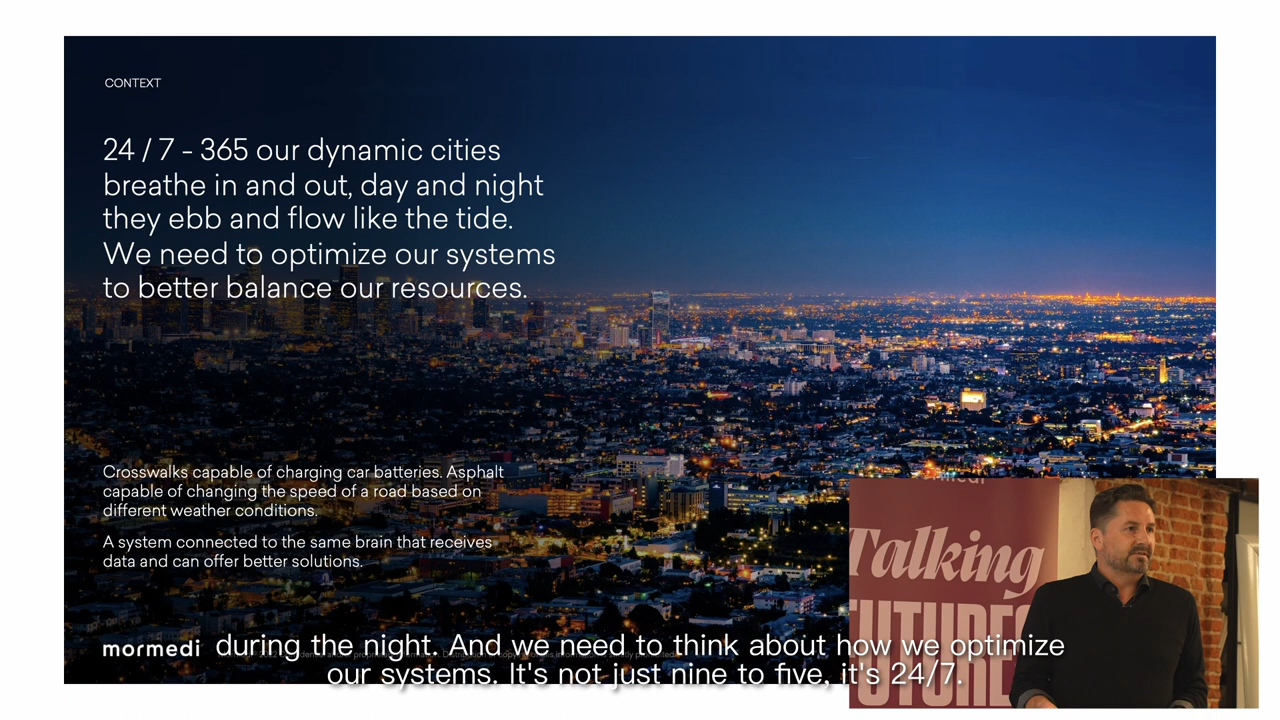 CONTEXT
24 / 7 - 365 our dynamic cities
breathe in and out, day and night
they ebb and flow like the tide.
We need to optimize our systems
to better balance our resources.
Crosswalks capable of charging car batteries. Asphalt
capable of changing the speed of a road based on
different weather conditions.
A system connected to the same brain that receives
data and can offer better solutions.
Talking
FUTURES
mormedi
during the night. And we need to think about how we optimize
our systems. It's not just nine to five, it's 24/7.